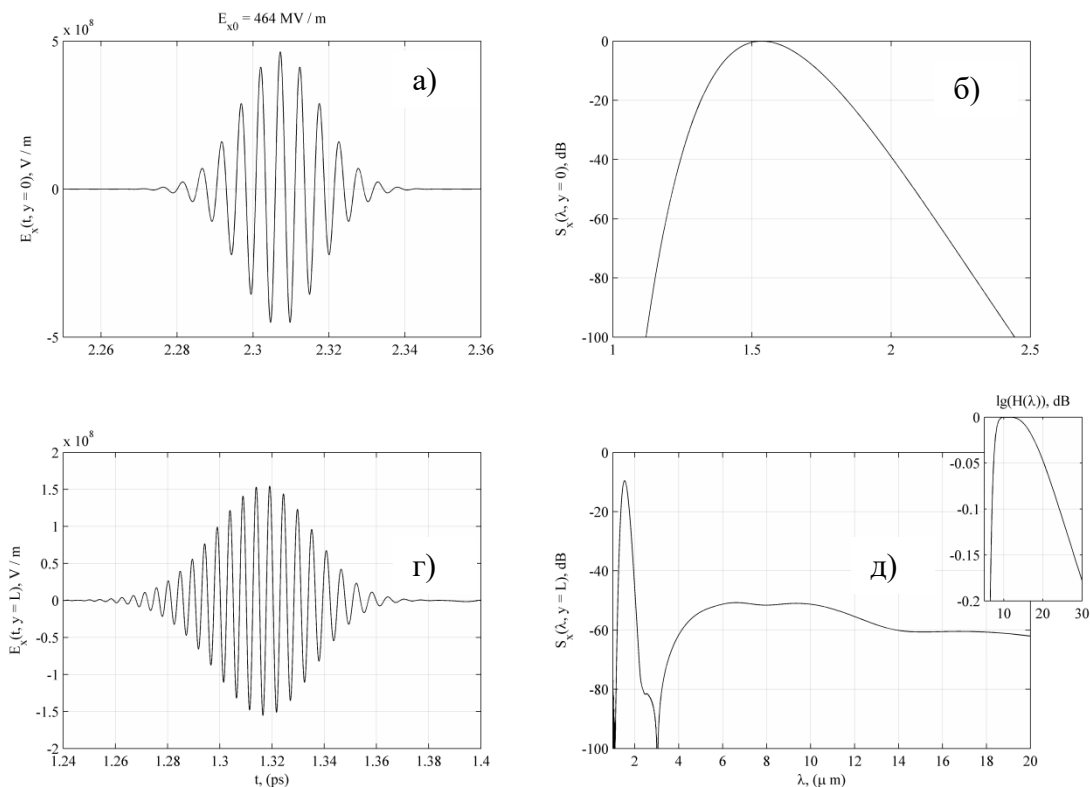 E_x0 = 464 MV / m
x 10^8
5
0
-5
2.26 2.28 2.3 2.32 2.34 2.36
E_x(t, y = 0), V / m
а)
0
-20
-40
-60
-80
-100
1 1.5 2 2.5
S_x(λ, y = 0), dB
б)
x 10^8
2
1.5
1
0.5
0
-0.5
-1
-1.5
-2
1.24 1.26 1.28 1.3 1.32 1.34 1.36 1.38 1.4
t, (ps)
E_x(t, y = L), V / m
г)
0
-20
-40
-60
-80
-100
2 4 6 8 10 12 14 16 18 20
λ, (μ m)
S_x(λ, y = L), dB
д)
lg(H(λ)), dB
0
-0.05
-0.1
-0.15
-0.2
10 20 30